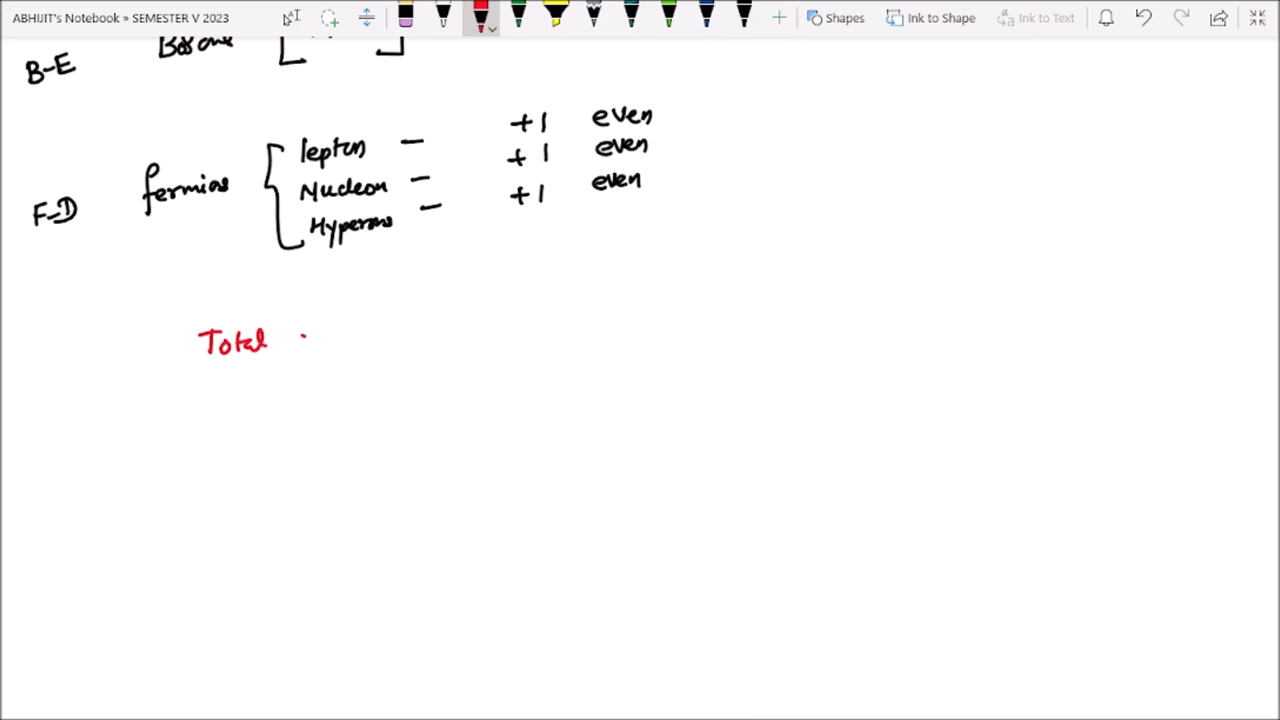 ABHIJIT's Notebook » SEMESTER V 2023
Shapes
Ink to Shape
Ink to Text
B-E
F-D
fermions
lepton - +1 even
Nucleon - +1 even
Hyperons - +1 even
Total